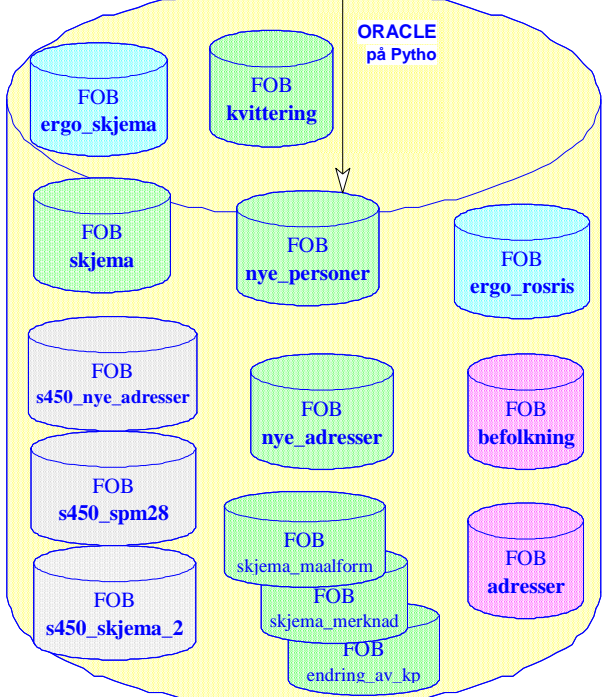 ORACLE
på Pytho
FOB
ergo_skjema
FOB
kvittering
FOB
skjema
FOB
nye_personer
FOB
ergo_rosris
FOB
s450_nye_adresser
FOB
nye_adresser
FOB
befolkning
FOB
s450_spm28
FOB
skjema_maalform
FOB
adresser
FOB
s450_skjema_2
FOB
skjema_merknad
FOB
endring_av_kp